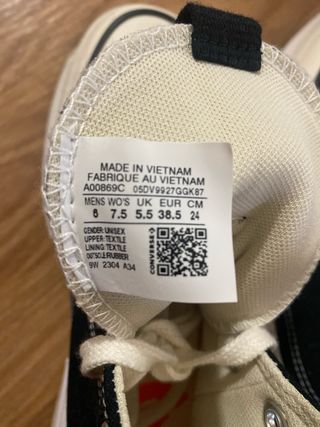 MADE IN VIETNAM
FABRIQUE AU VIETNAM
A00869C 05DV9927GGK87
MENS WO'S UK EUR CM
6 7.5 5.5 38.5 24
GENDER: UNISEX
UPPER: TEXTILE
LINING: TEXTILE
OUTSOLE: RUBBER
9W 2304 A34
CONVERSE